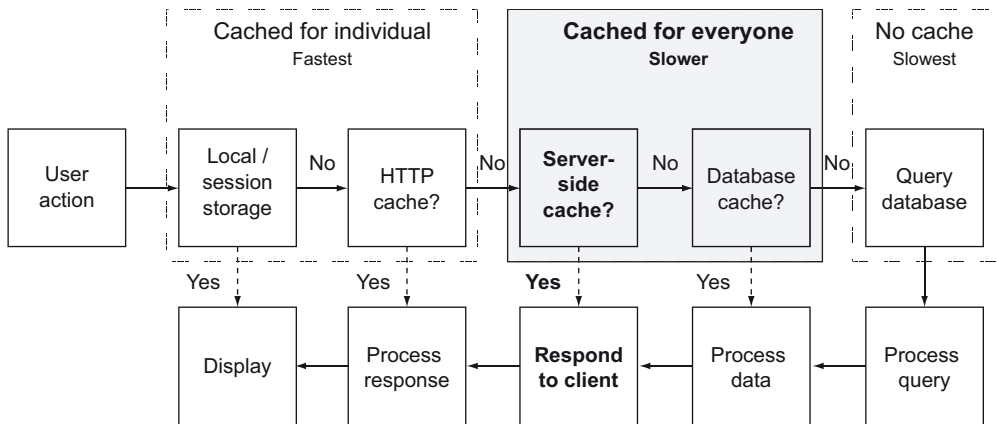 Cached for individual
Fastest
Cached for everyone
Slower
No cache
Slowest
User
action
Local /
session
storage
No
HTTP
cache?
No
Server-
side
cache?
No
Database
cache?
No
Query
database
Yes
Yes
Yes
Yes
Display
Process
response
Respond
to client
Process
data
Process
query